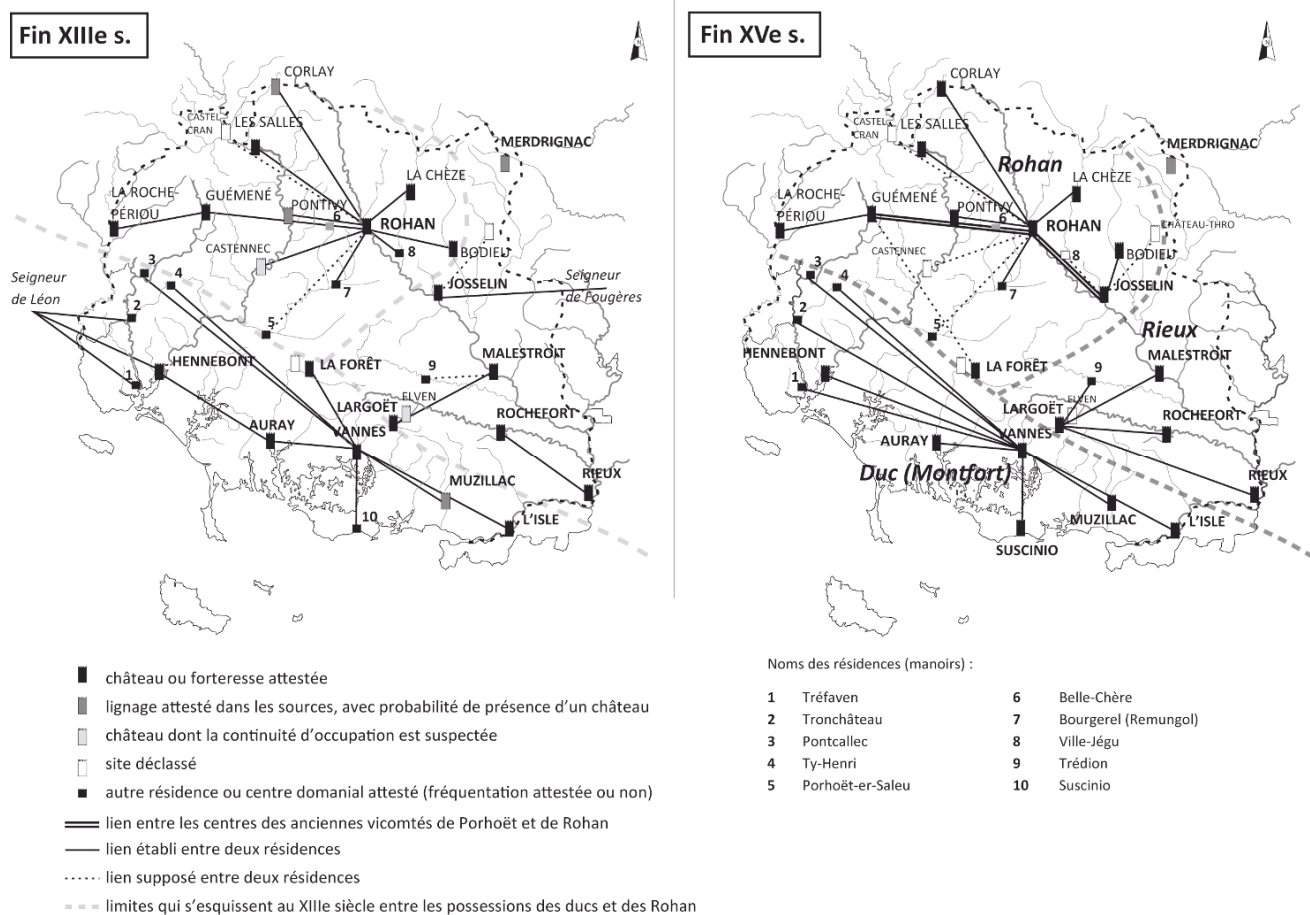 Fin XIIIe s.
N
CORLAY
CASTEL
CRAN
LES SALLES
MERDRIGNAC
LA ROCHE-
PÉRIOU
GUÉMENÉ
LA CHÈZE
PONTIVY
6
ROHAN
CASTENNEC
8
BODIEU
3
4
7
JOSSELIN
Seigneur
de Léon
Seigneur
de Fougères
2
5
HENNEBONT
LA FORÊT
MALESTROIT
9
1
ELVEN
LARGOËT
ROCHEFORT
AURAY
VANNES
MUZILLAC
RIEUX
10
L'ISLE
Fin XVe s.
N
CORLAY
CASTEL
CRAN
LES SALLES
MERDRIGNAC
Rohan
LA ROCHE-
PÉRIOU
GUÉMENÉ
LA CHÈZE
PONTIVY
6
ROHAN
CHÂTEAU-THRO
CASTENNEC
8
BODIEU
3
4
7
JOSSELIN
2
5
Rieux
HENNEBONT
LA FORÊT
MALESTROIT
9
1
ELVEN
LARGOËT
ROCHEFORT
AURAY
VANNES
Duc (Montfort)
RIEUX
MUZILLAC
L'ISLE
SUSCINIO
château ou forteresse attestée
lignage attesté dans les sources, avec probabilité de présence d'un château
château dont la continuité d'occupation est suspectée
site déclassé
autre résidence ou centre domanial attesté (fréquentation attestée ou non)
lien entre les centres des anciennes vicomtés de Porhoët et de Rohan
lien établi entre deux résidences
lien supposé entre deux résidences
limites qui s'esquissent au XIIIe siècle entre les possessions des ducs et des Rohan
Noms des résidences (manoirs) :
1 Tréfaven
2 Tronchâteau
3 Pontcallec
4 Ty-Henri
5 Porhoët-er-Saleu
6 Belle-Chère
7 Bourgerel (Remungol)
8 Ville-Jégu
9 Trédion
10 Suscinio